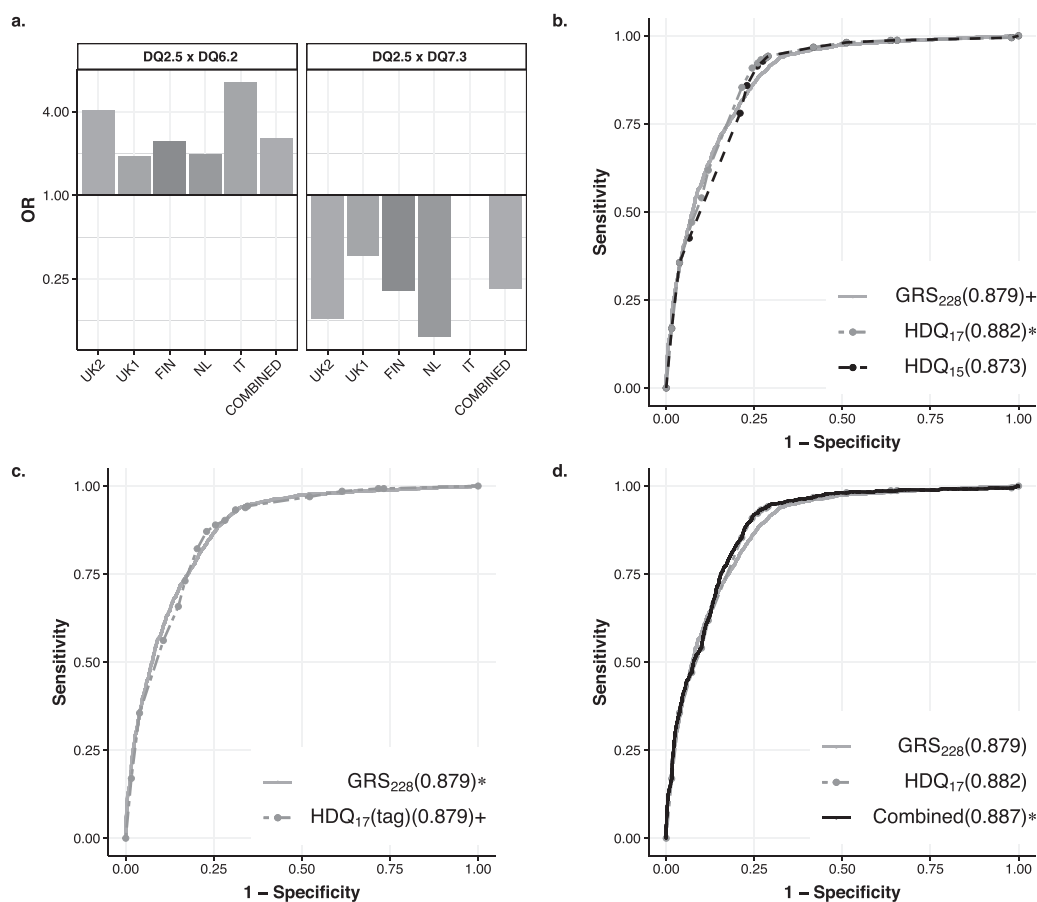 a.
DQ2.5 x DQ6.2
DQ2.5 x DQ7.3
4.00
1.00
0.25
OR
UK2
UK1
FIN
NL
IT
COMBINED
UK2
UK1
FIN
NL
IT
COMBINED
b.
1.00
0.75
0.50
0.25
0.00
Sensitivity
GRS228(0.879)+
HDQ17(0.882)*
HDQ15(0.873)
0.00 0.25 0.50 0.75 1.00
1 – Specificity
c.
1.00
0.75
0.50
0.25
0.00
Sensitivity
GRS228(0.879)*
HDQ17(tag)(0.879)+
0.00 0.25 0.50 0.75 1.00
1 – Specificity
d.
1.00
0.75
0.50
0.25
0.00
Sensitivity
GRS228(0.879)
HDQ17(0.882)
Combined(0.887)*
0.00 0.25 0.50 0.75 1.00
1 – Specificity